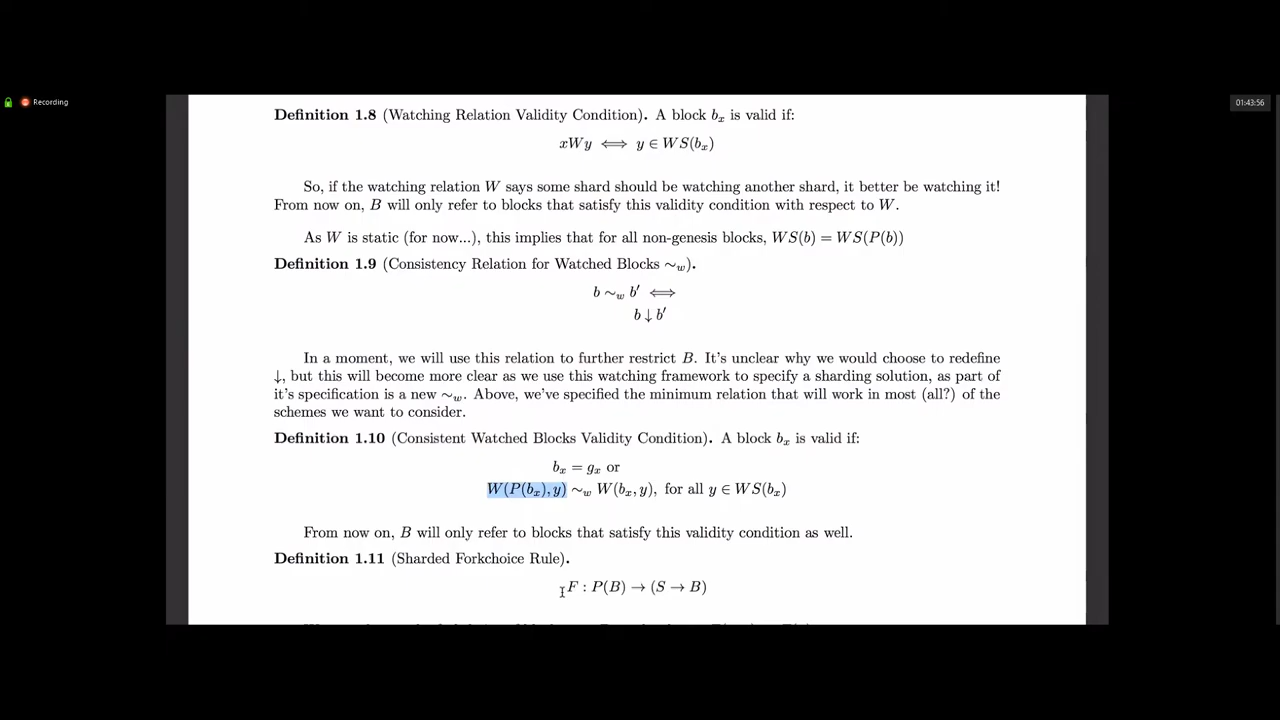 Recording
01:43:56
Definition 1.8 (Watching Relation Validity Condition). A block bₓ is valid if:
xWy ⟺ y ∈ WS(bₓ)
So, if the watching relation W says some shard should be watching another shard, it better be watching it!
From now on, B will only refer to blocks that satisfy this validity condition with respect to W.
As W is static (for now...), this implies that for all non-genesis blocks, WS(b) = WS(P(b))
Definition 1.9 (Consistency Relation for Watched Blocks ∼_w).
b ∼_w b′ ⟺
b ↓ b′
In a moment, we will use this relation to further restrict B. It's unclear why we would choose to redefine
↓, but this will become more clear as we use this watching framework to specify a sharding solution, as part of
it's specification is a new ∼_w. Above, we've specified the minimum relation that will work in most (all?) of the
schemes we want to consider.
Definition 1.10 (Consistent Watched Blocks Validity Condition). A block bₓ is valid if:
bₓ = gₓ or
W(P(bₓ), y) ∼_w W(bₓ, y), for all y ∈ WS(bₓ)
From now on, B will only refer to blocks that satisfy this validity condition as well.
Definition 1.11 (Sharded Forkchoice Rule).
F : P(B) → (S → B)